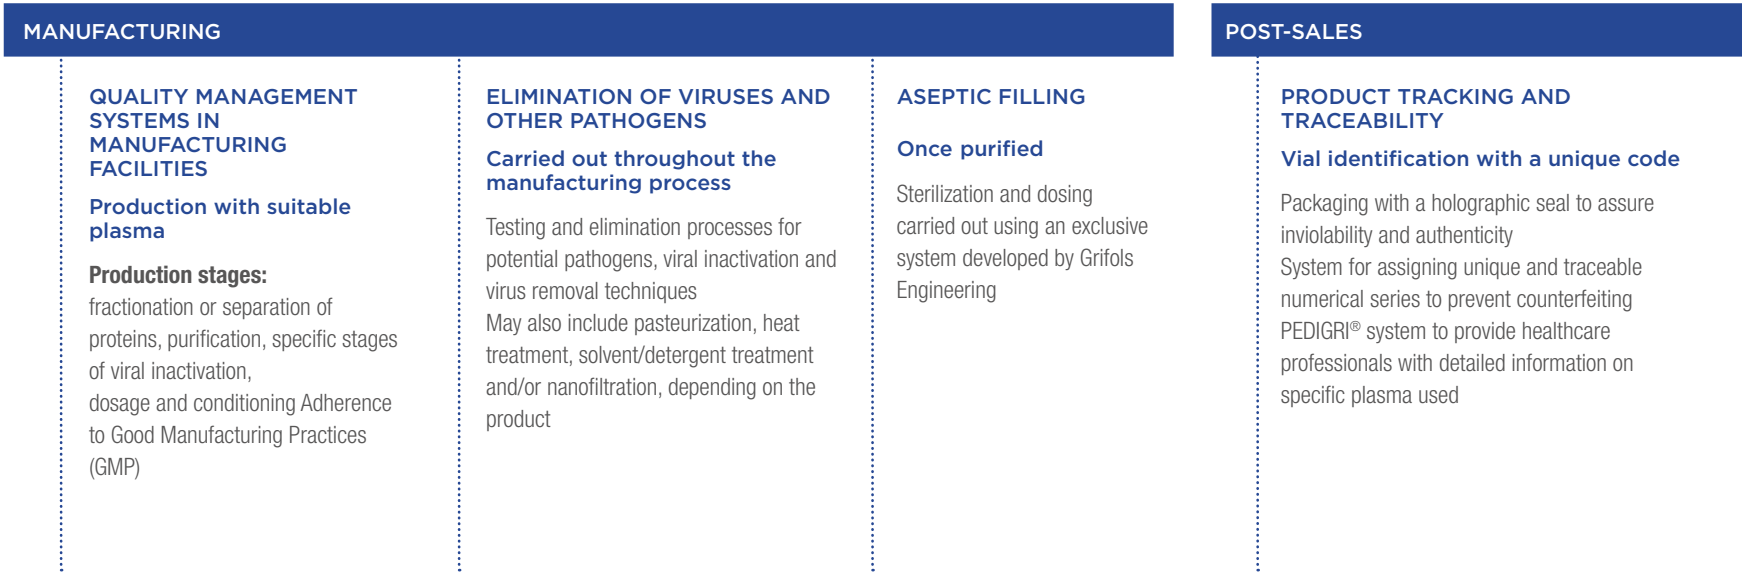 MANUFACTURING
QUALITY MANAGEMENT
SYSTEMS IN
MANUFACTURING
FACILITIES
Production with suitable
plasma
Production stages:
fractionation or separation of
proteins, purification, specific stages
of viral inactivation,
dosage and conditioning Adherence
to Good Manufacturing Practices
(GMP)
ELIMINATION OF VIRUSES AND
OTHER PATHOGENS
Carried out throughout the
manufacturing process
Testing and elimination processes for
potential pathogens, viral inactivation and
virus removal techniques
May also include pasteurization, heat
treatment, solvent/detergent treatment
and/or nanofiltration, depending on the
product
ASEPTIC FILLING
Once purified
Sterilization and dosing
carried out using an exclusive
system developed by Grifols
Engineering
POST-SALES
PRODUCT TRACKING AND
TRACEABILITY
Vial identification with a unique code
Packaging with a holographic seal to assure
inviolability and authenticity
System for assigning unique and traceable
numerical series to prevent counterfeiting
PEDIGRI® system to provide healthcare
professionals with detailed information on
specific plasma used